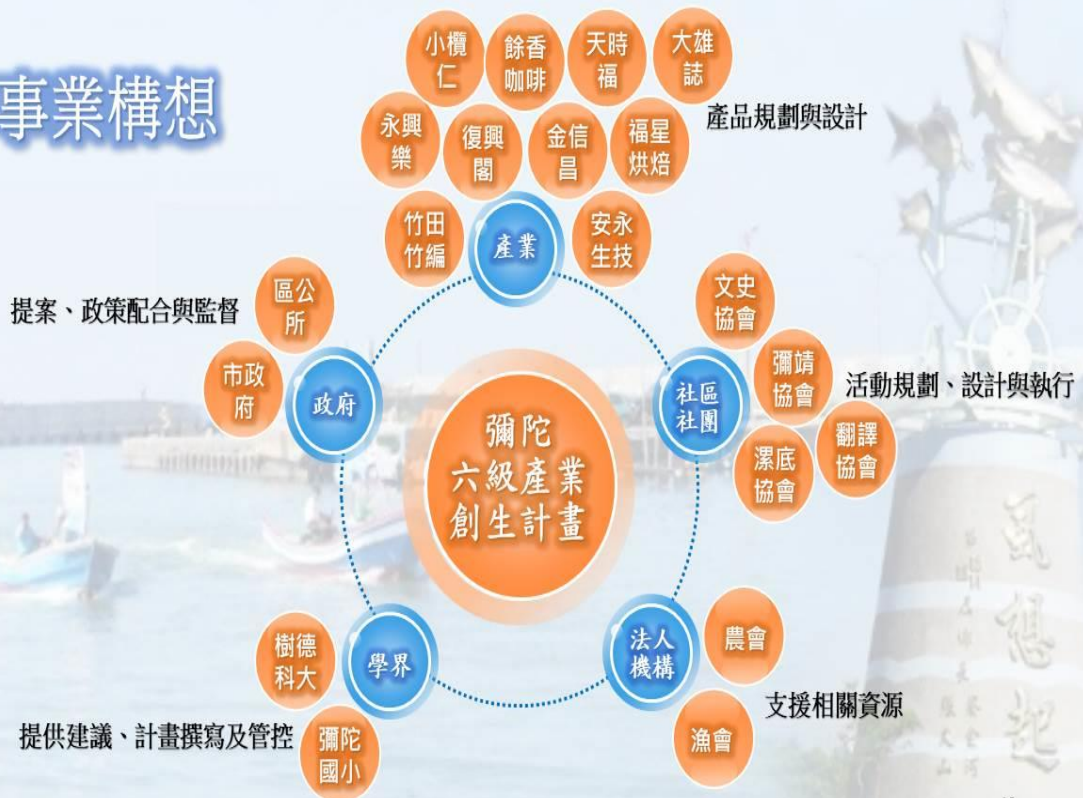 事業構想
小欖
仁
餘香
咖啡
天時
福
大雄
誌
永興
樂
復興
閣
金信
昌
福星
烘焙
產品規劃與設計
竹田
竹編
產業
安永
生技
提案、政策配合與監督
區公
所
市政
府
政府
文史
協會
社區
社團
彌靖
協會
活動規劃、設計與執行
漯底
協會
翻譯
協會
彌陀
六級產業
創生計畫
樹德
科大
學界
彌陀
國小
提供建議、計畫撰寫及管控
法人
機構
農會
漁會
支援相關資源
風
想
起